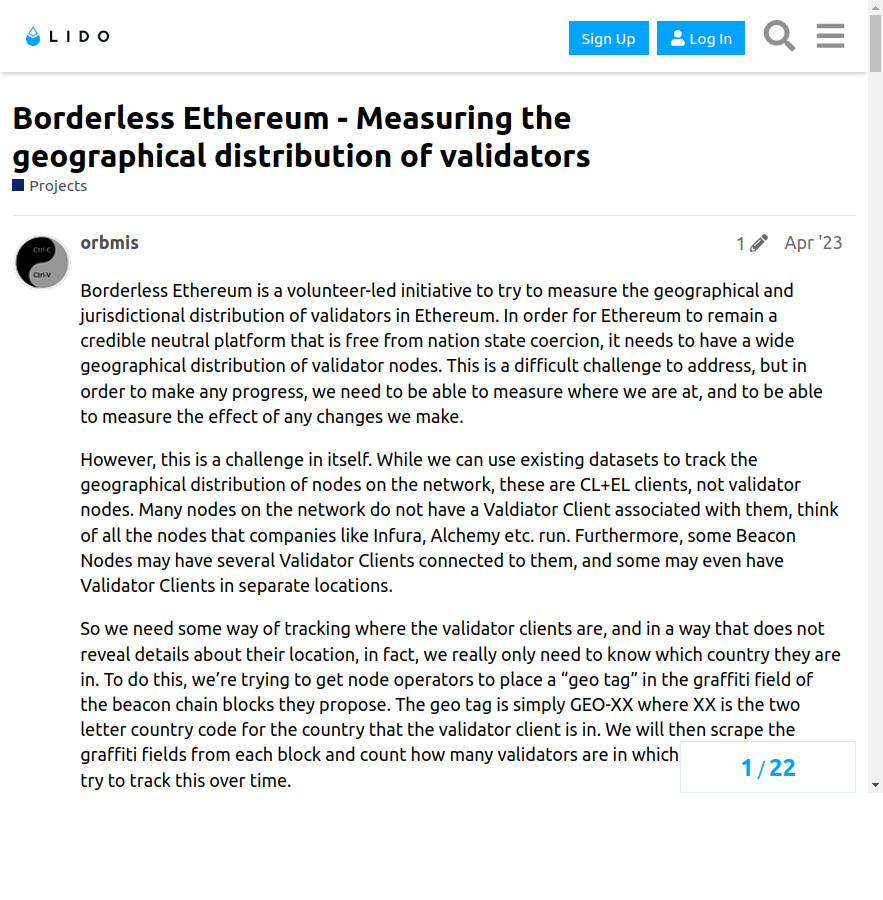 LIDO
Sign Up
Log In
Borderless Ethereum - Measuring the
geographical distribution of validators
Projects
Ctrl-C
Ctrl-V
orbmis
1
Apr '23
Borderless Ethereum is a volunteer-led initiative to try to measure the geographical and
jurisdictional distribution of validators in Ethereum. In order for Ethereum to remain a
credible neutral platform that is free from nation state coercion, it needs to have a wide
geographical distribution of validator nodes. This is a difficult challenge to address, but in
order to make any progress, we need to be able to measure where we are at, and to be able
to measure the effect of any changes we make.
However, this is a challenge in itself. While we can use existing datasets to track the
geographical distribution of nodes on the network, these are CL+EL clients, not validator
nodes. Many nodes on the network do not have a Valdiator Client associated with them, think
of all the nodes that companies like Infura, Alchemy etc. run. Furthermore, some Beacon
Nodes may have several Validator Clients connected to them, and some may even have
Validator Clients in separate locations.
So we need some way of tracking where the validator clients are, and in a way that does not
reveal details about their location, in fact, we really only need to know which country they are
in. To do this, we’re trying to get node operators to place a “geo tag” in the graffiti field of
the beacon chain blocks they propose. The geo tag is simply GEO-XX where XX is the two
letter country code for the country that the validator client is in. We will then scrape the
graffiti fields from each block and count how many validators are in which
try to track this over time.
1 / 22